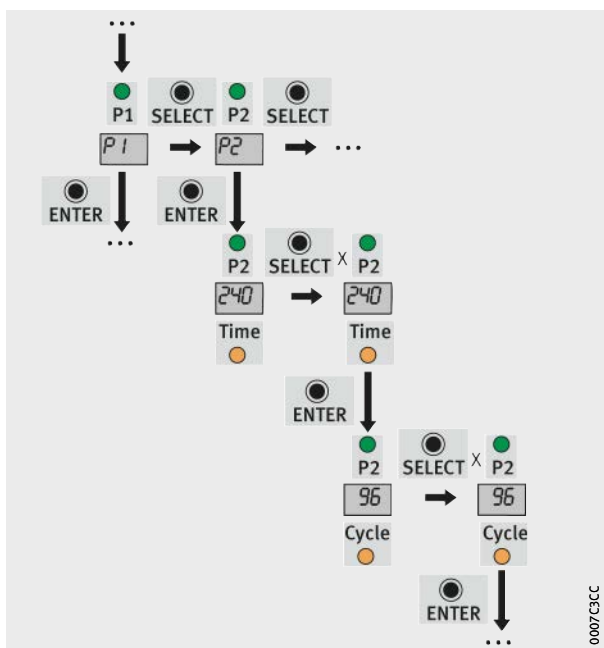 ...
P1 SELECT P2 SELECT
P1 P2 ...
ENTER ENTER
...
P2 SELECT X P2
240 240
Time Time
ENTER
P2 SELECT X P2
96 96
Cycle Cycle
ENTER
...
0007C3CC